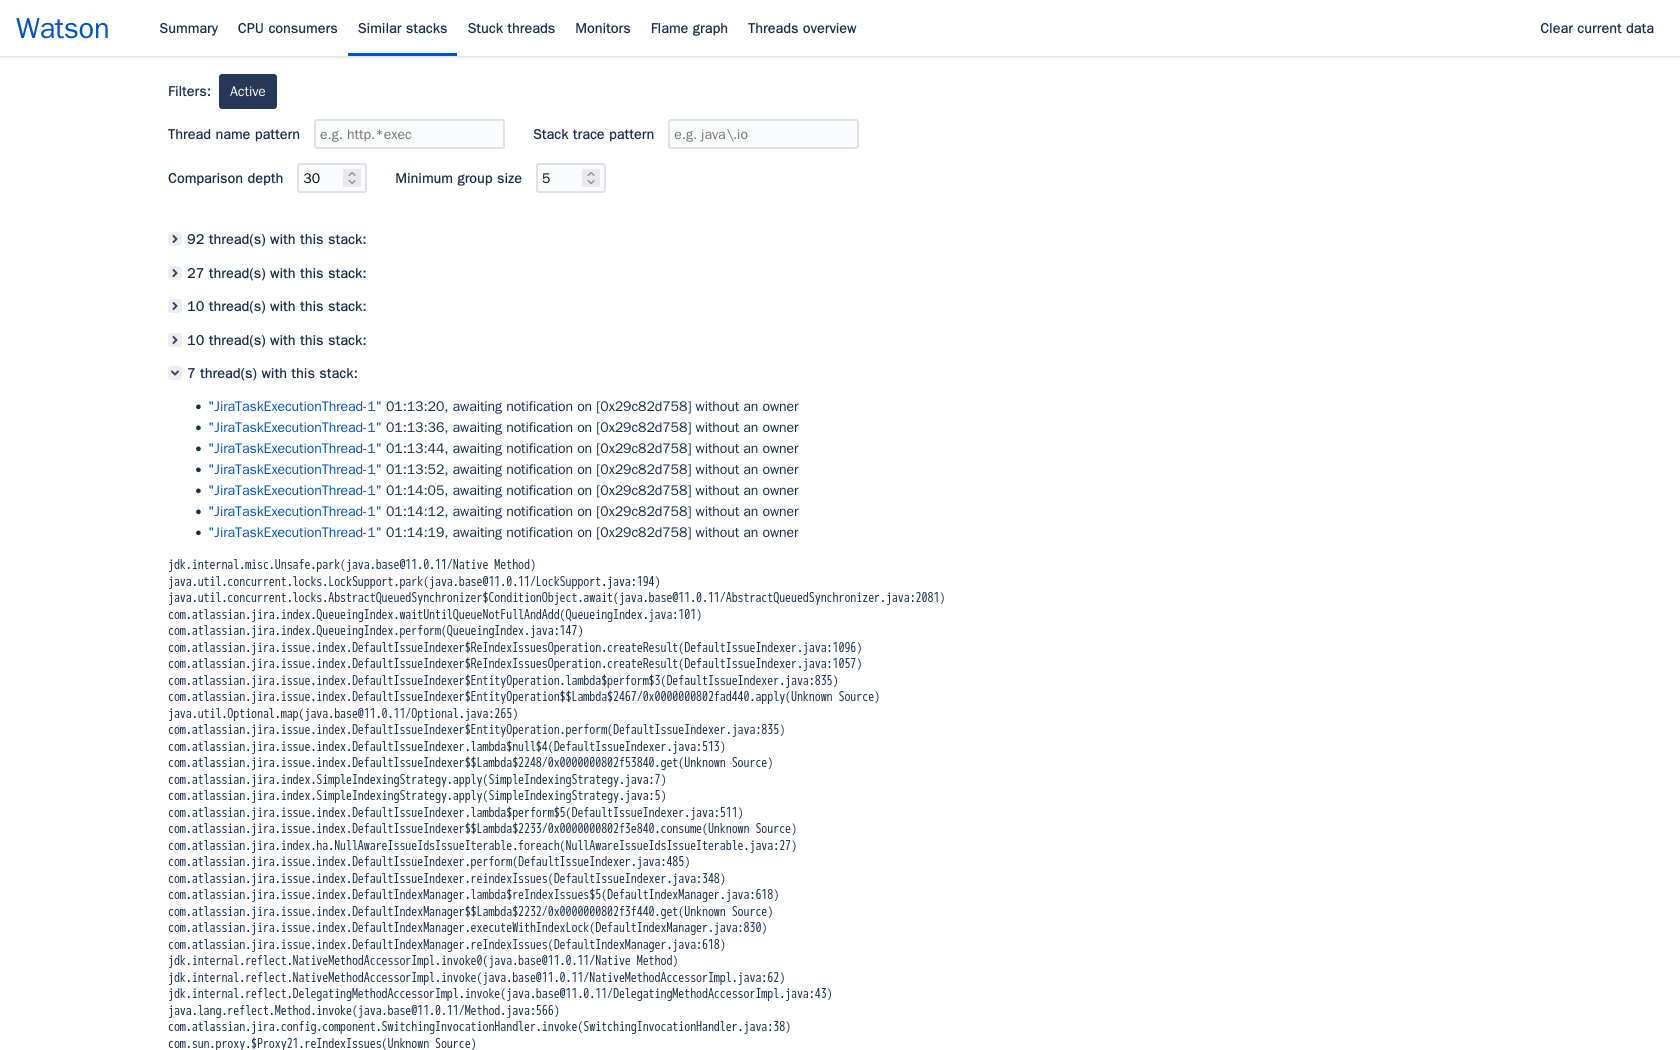 Watson
Summary CPU consumers Similar stacks Stuck threads Monitors Flame graph Threads overview Clear current data
Filters: Active
Thread name pattern e.g. http.*exec Stack trace pattern e.g. java\.io
Comparison depth 30 Minimum group size 5
92 thread(s) with this stack:
27 thread(s) with this stack:
10 thread(s) with this stack:
10 thread(s) with this stack:
7 thread(s) with this stack:
• "JiraTaskExecutionThread-1" 01:13:20, awaiting notification on [0x29c82d758] without an owner
• "JiraTaskExecutionThread-1" 01:13:36, awaiting notification on [0x29c82d758] without an owner
• "JiraTaskExecutionThread-1" 01:13:44, awaiting notification on [0x29c82d758] without an owner
• "JiraTaskExecutionThread-1" 01:13:52, awaiting notification on [0x29c82d758] without an owner
• "JiraTaskExecutionThread-1" 01:14:05, awaiting notification on [0x29c82d758] without an owner
• "JiraTaskExecutionThread-1" 01:14:12, awaiting notification on [0x29c82d758] without an owner
• "JiraTaskExecutionThread-1" 01:14:19, awaiting notification on [0x29c82d758] without an owner
jdk.internal.misc.Unsafe.park(java.base@11.0.11/Native Method)
java.util.concurrent.locks.LockSupport.park(java.base@11.0.11/LockSupport.java:194)
java.util.concurrent.locks.AbstractQueuedSynchronizer$ConditionObject.await(java.base@11.0.11/AbstractQueuedSynchronizer.java:2081)
com.atlassian.jira.index.QueueingIndex.waitUntilQueueNotFullAndAdd(QueueingIndex.java:101)
com.atlassian.jira.index.QueueingIndex.perform(QueueingIndex.java:147)
com.atlassian.jira.issue.index.DefaultIssueIndexer$ReIndexIssuesOperation.createResult(DefaultIssueIndexer.java:1096)
com.atlassian.jira.issue.index.DefaultIssueIndexer$ReIndexIssuesOperation.createResult(DefaultIssueIndexer.java:1057)
com.atlassian.jira.issue.index.DefaultIssueIndexer$EntityOperation.lambda$perform$3(DefaultIssueIndexer.java:835)
com.atlassian.jira.issue.index.DefaultIssueIndexer$EntityOperation$$Lambda$2467/0x0000000802fad440.apply(Unknown Source)
java.util.Optional.map(java.base@11.0.11/Optional.java:265)
com.atlassian.jira.issue.index.DefaultIssueIndexer$EntityOperation.perform(DefaultIssueIndexer.java:835)
com.atlassian.jira.issue.index.DefaultIssueIndexer.lambda$null$4(DefaultIssueIndexer.java:513)
com.atlassian.jira.issue.index.DefaultIssueIndexer$$Lambda$2248/0x0000000802f53840.get(Unknown Source)
com.atlassian.jira.index.SimpleIndexingStrategy.apply(SimpleIndexingStrategy.java:7)
com.atlassian.jira.index.SimpleIndexingStrategy.apply(SimpleIndexingStrategy.java:5)
com.atlassian.jira.issue.index.DefaultIssueIndexer.lambda$perform$5(DefaultIssueIndexer.java:511)
com.atlassian.jira.issue.index.DefaultIssueIndexer$$Lambda$2233/0x0000000802f3e840.consume(Unknown Source)
com.atlassian.jira.index.ha.NullAwareIssueIdsIssueIterable.foreach(NullAwareIssueIdsIssueIterable.java:27)
com.atlassian.jira.issue.index.DefaultIssueIndexer.perform(DefaultIssueIndexer.java:485)
com.atlassian.jira.issue.index.DefaultIssueIndexer.reindexIssues(DefaultIssueIndexer.java:348)
com.atlassian.jira.issue.index.DefaultIndexManager.lambda$reIndexIssues$5(DefaultIndexManager.java:618)
com.atlassian.jira.issue.index.DefaultIndexManager$$Lambda$2232/0x0000000802f3f440.get(Unknown Source)
com.atlassian.jira.issue.index.DefaultIndexManager.executeWithIndexLock(DefaultIndexManager.java:830)
com.atlassian.jira.issue.index.DefaultIndexManager.reIndexIssues(DefaultIndexManager.java:618)
jdk.internal.reflect.NativeMethodAccessorImpl.invoke0(java.base@11.0.11/Native Method)
jdk.internal.reflect.NativeMethodAccessorImpl.invoke(java.base@11.0.11/NativeMethodAccessorImpl.java:62)
jdk.internal.reflect.DelegatingMethodAccessorImpl.invoke(java.base@11.0.11/DelegatingMethodAccessorImpl.java:43)
java.lang.reflect.Method.invoke(java.base@11.0.11/Method.java:566)
com.atlassian.jira.config.component.SwitchingInvocationHandler.invoke(SwitchingInvocationHandler.java:38)
com.sun.proxy.$Proxy21.reIndexIssues(Unknown Source)